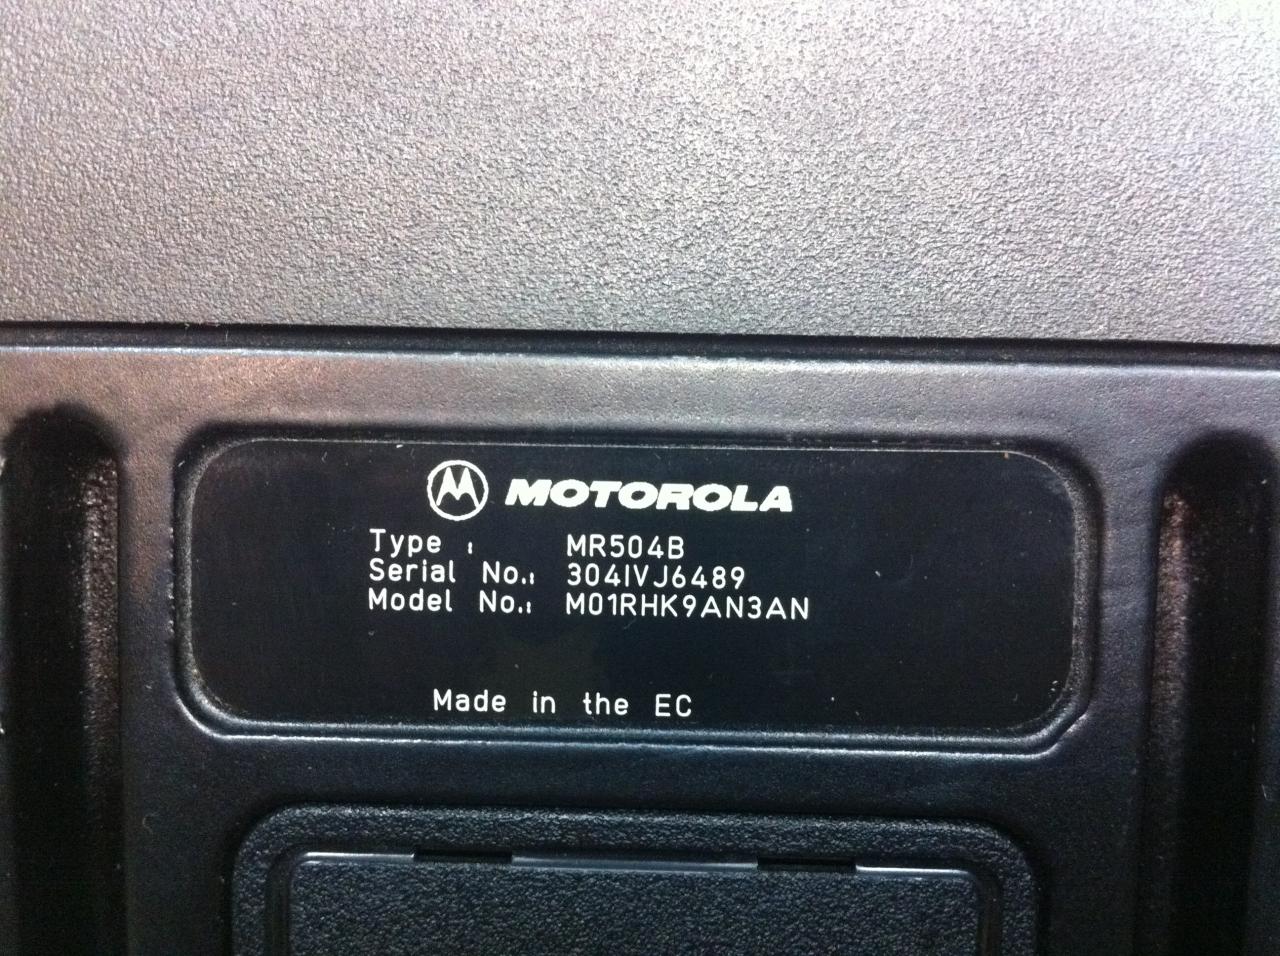 MOTOROLA
Type : MR504B
Serial No.: 304IVJ6489
Model No.: M01RHK9AN3AN
Made in the EC